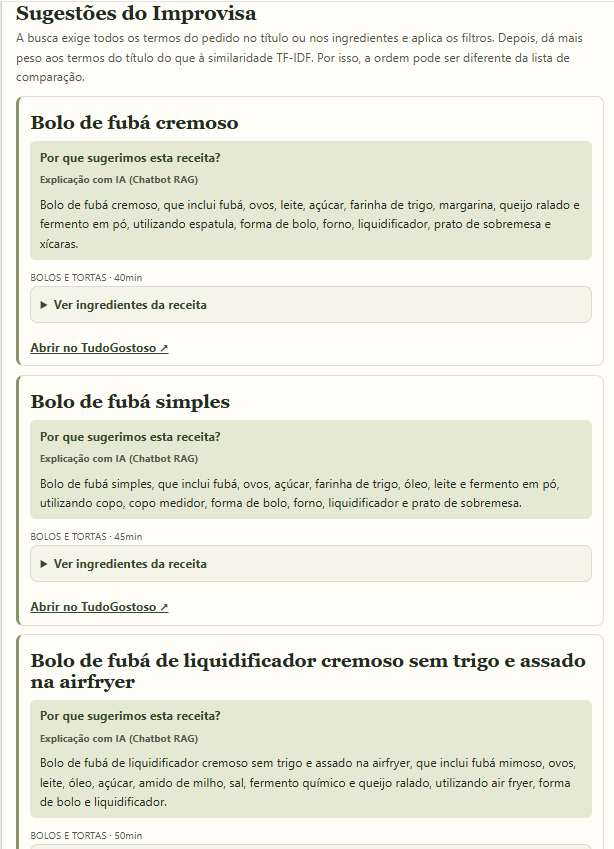 Sugestões do Improvisa
A busca exige todos os termos do pedido no título ou nos ingredientes e aplica os filtros. Depois, dá mais
peso aos termos do título do que à similaridade TF-IDF. Por isso, a ordem pode ser diferente da lista de
comparação.
Bolo de fubá cremoso
Por que sugerimos esta receita?
Explicação com IA (Chatbot RAG)
Bolo de fubá cremoso, que inclui fubá, ovos, leite, açúcar, farinha de trigo, margarina, queijo ralado e
fermento em pó, utilizando espatula, forma de bolo, forno, liquidificador, prato de sobremesa e
xícaras.
BOLOS E TORTAS · 40min
▶ Ver ingredientes da receita
Abrir no TudoGostoso ↗
Bolo de fubá simples
Por que sugerimos esta receita?
Explicação com IA (Chatbot RAG)
Bolo de fubá simples, que inclui fubá, ovos, açúcar, farinha de trigo, óleo, leite e fermento em pó,
utilizando copo, copo medidor, forma de bolo, forno, liquidificador e prato de sobremesa.
BOLOS E TORTAS · 45min
▶ Ver ingredientes da receita
Abrir no TudoGostoso ↗
Bolo de fubá de liquidificador cremoso sem trigo e assado
na airfryer
Por que sugerimos esta receita?
Explicação com IA (Chatbot RAG)
Bolo de fubá de liquidificador cremoso sem trigo e assado na airfryer, que inclui fubá mimoso, ovos,
leite, óleo, açúcar, amido de milho, sal, fermento químico e queijo ralado, utilizando air fryer, forma
de bolo e liquidificador.
BOLOS E TORTAS · 50min